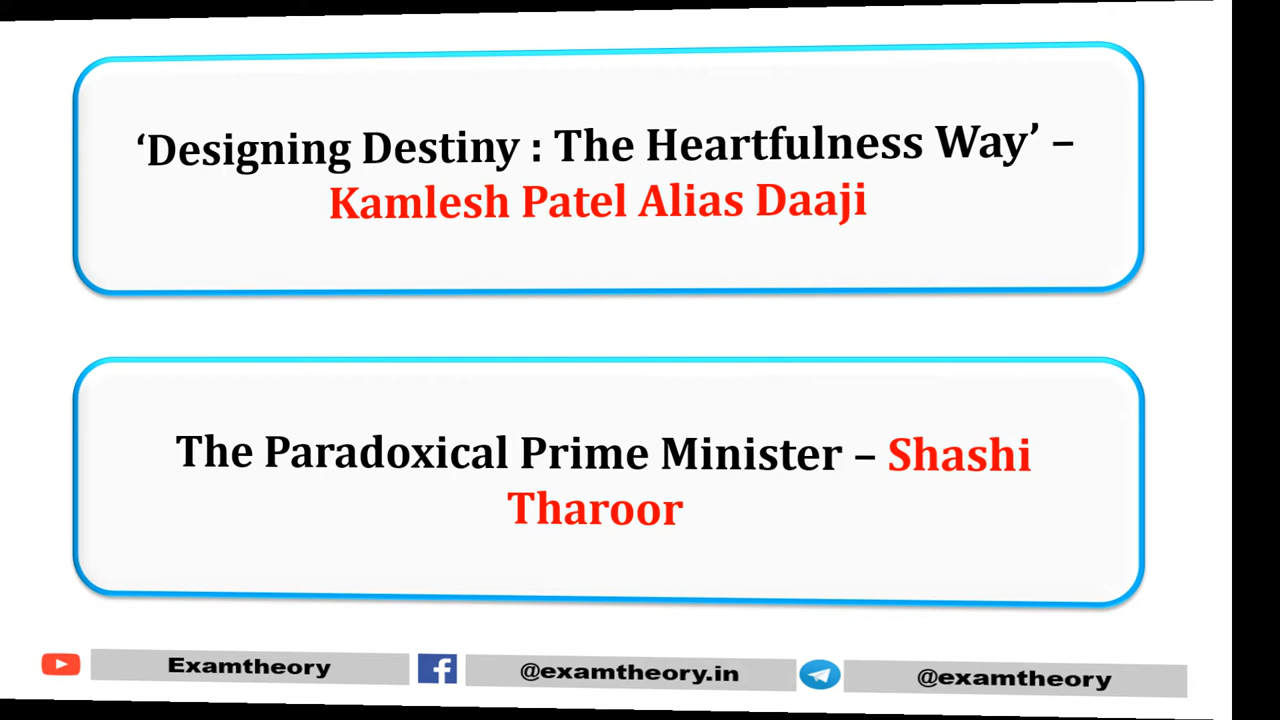 ‘Designing Destiny : The Heartfulness Way’ –
Kamlesh Patel Alias Daaji
The Paradoxical Prime Minister – Shashi
Tharoor
Examtheory
@examtheory.in
@examtheory